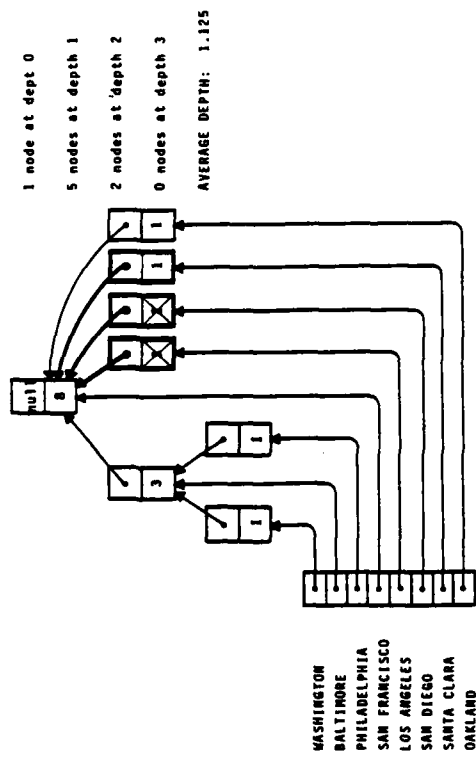 1 node at dept 0
5 nodes at depth 1
2 nodes at depth 2
0 nodes at depth 3
AVERAGE DEPTH: 1.125
null
8
1
1
3
1
1
WASHINGTON
BALTIMORE
PHILADELPHIA
SAN FRANCISCO
LOS ANGELES
SAN DIEGO
SANTA CLARA
OAKLAND